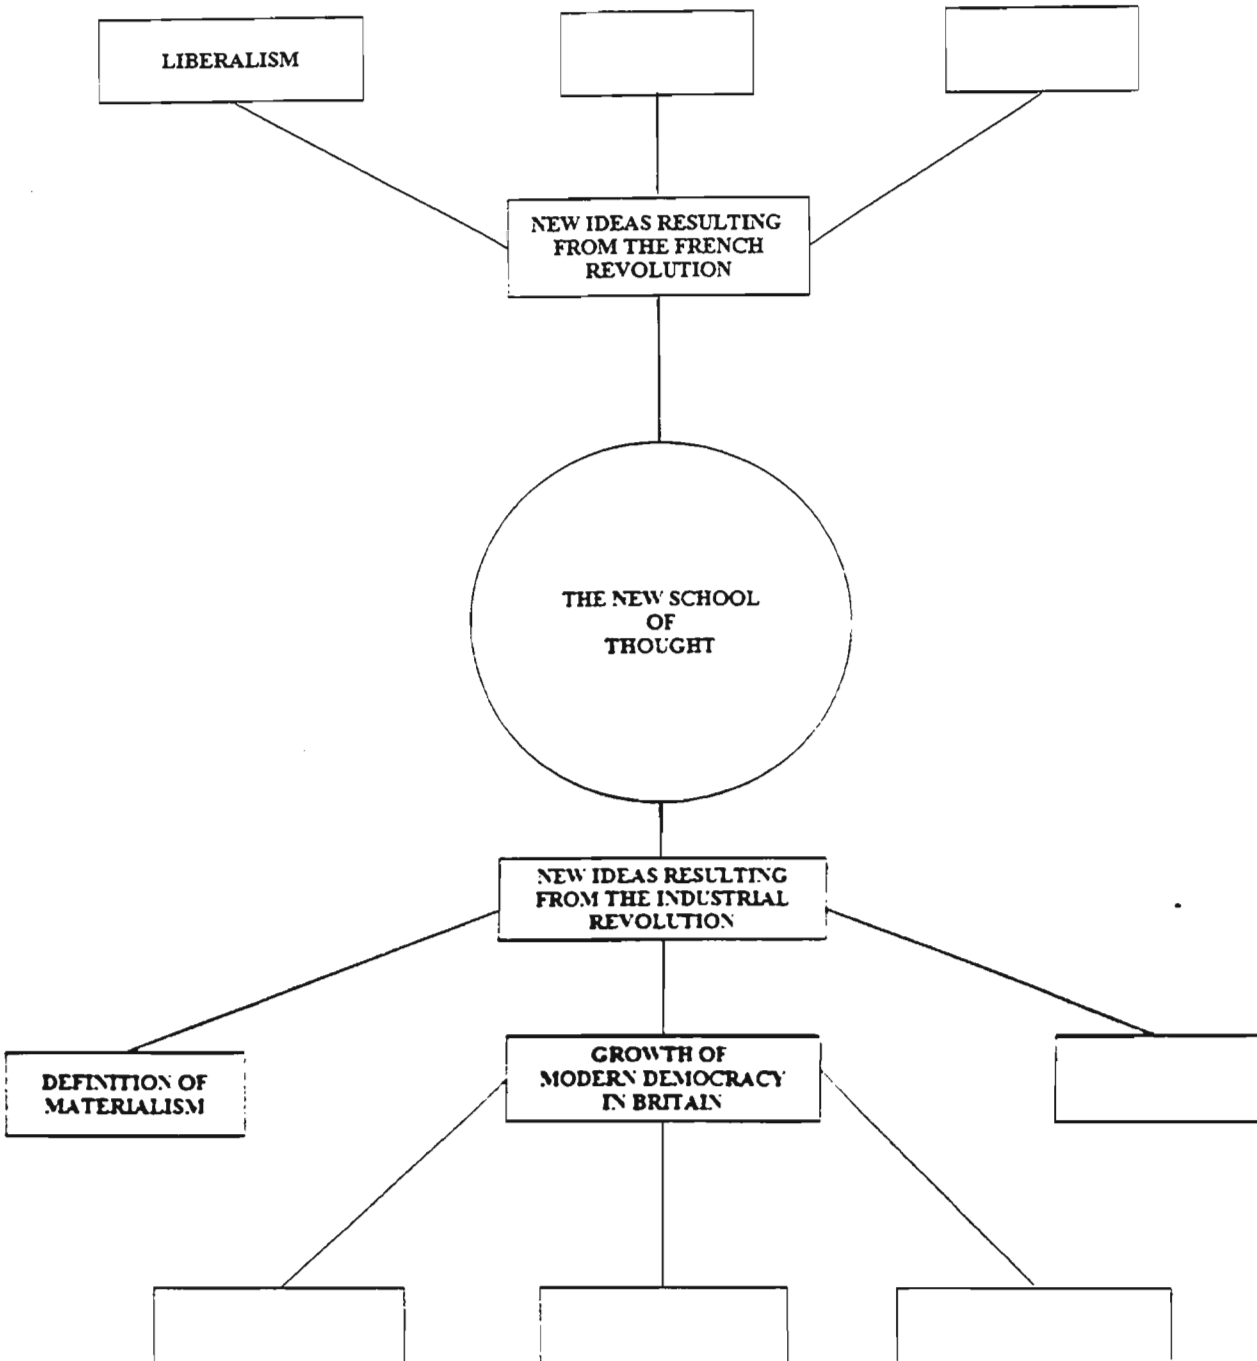 LIBERALISM
NEW IDEAS RESULTING
FROM THE FRENCH
REVOLUTION
THE NEW SCHOOL
OF
THOUGHT
NEW IDEAS RESULTING
FROM THE INDUSTRIAL
REVOLUTION
DEFINITION OF
MATERIALISM
GROWTH OF
MODERN DEMOCRACY
IN BRITAIN